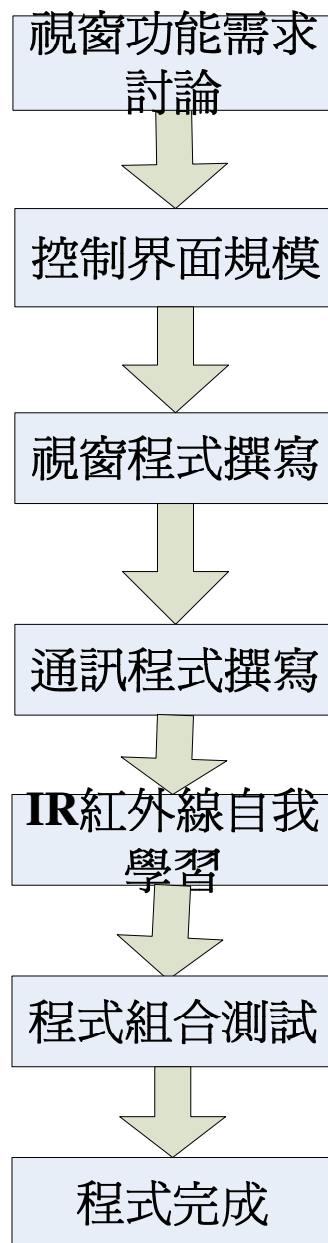 視窗功能需求
討論
控制界面規模
視窗程式撰寫
通訊程式撰寫
IR紅外線自我
學習
程式組合測試
程式完成